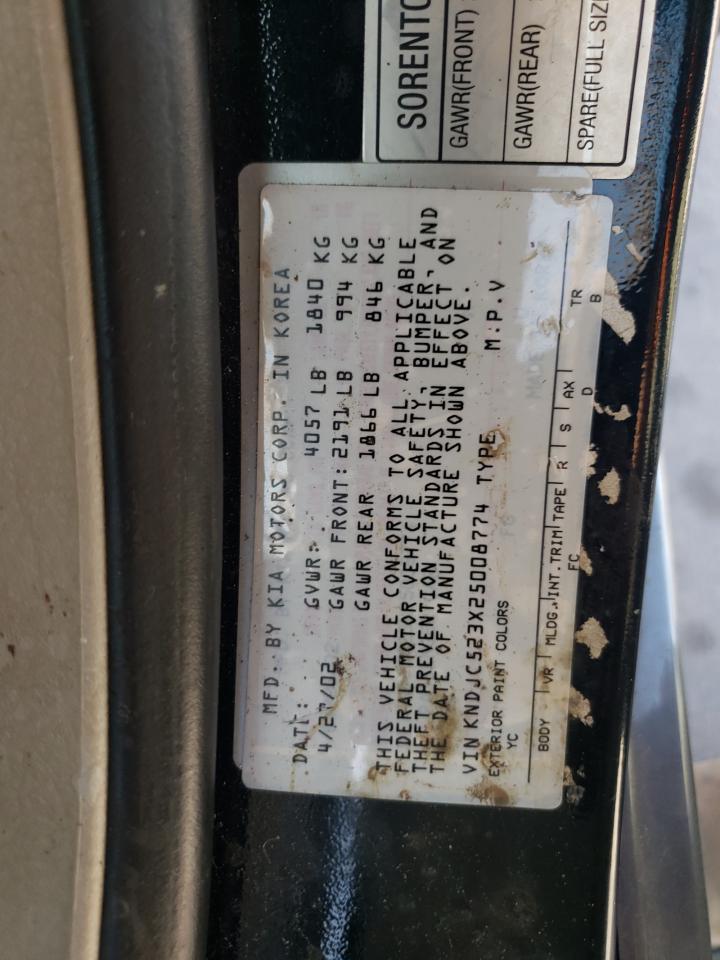 MFD. BY KIA MOTORS CORP. IN KOREA
DATE: GVWR: 4057 LB 1840 KG
4/27/02 GAWR FRONT: 2191 LB 994 KG
GAWR REAR 1866 LB 846 KG
THIS VEHICLE CONFORMS TO ALL APPLICABLE
FEDERAL MOTOR VEHICLE SAFETY, BUMPER, AND
THEFT PREVENTION STANDARDS IN EFFECT ON
THE DATE OF MANUFACTURE SHOWN ABOVE.
VIN KNDJC523X25008774 TYPE M.P.V
EXTERIOR PAINT COLORS
YC
BODY VR MLDG. INT.TRIM TAPE R S AX TR
FC D B
SORENTO
GAWR(FRONT) :
GAWR(REAR) :
SPARE(FULL SIZE